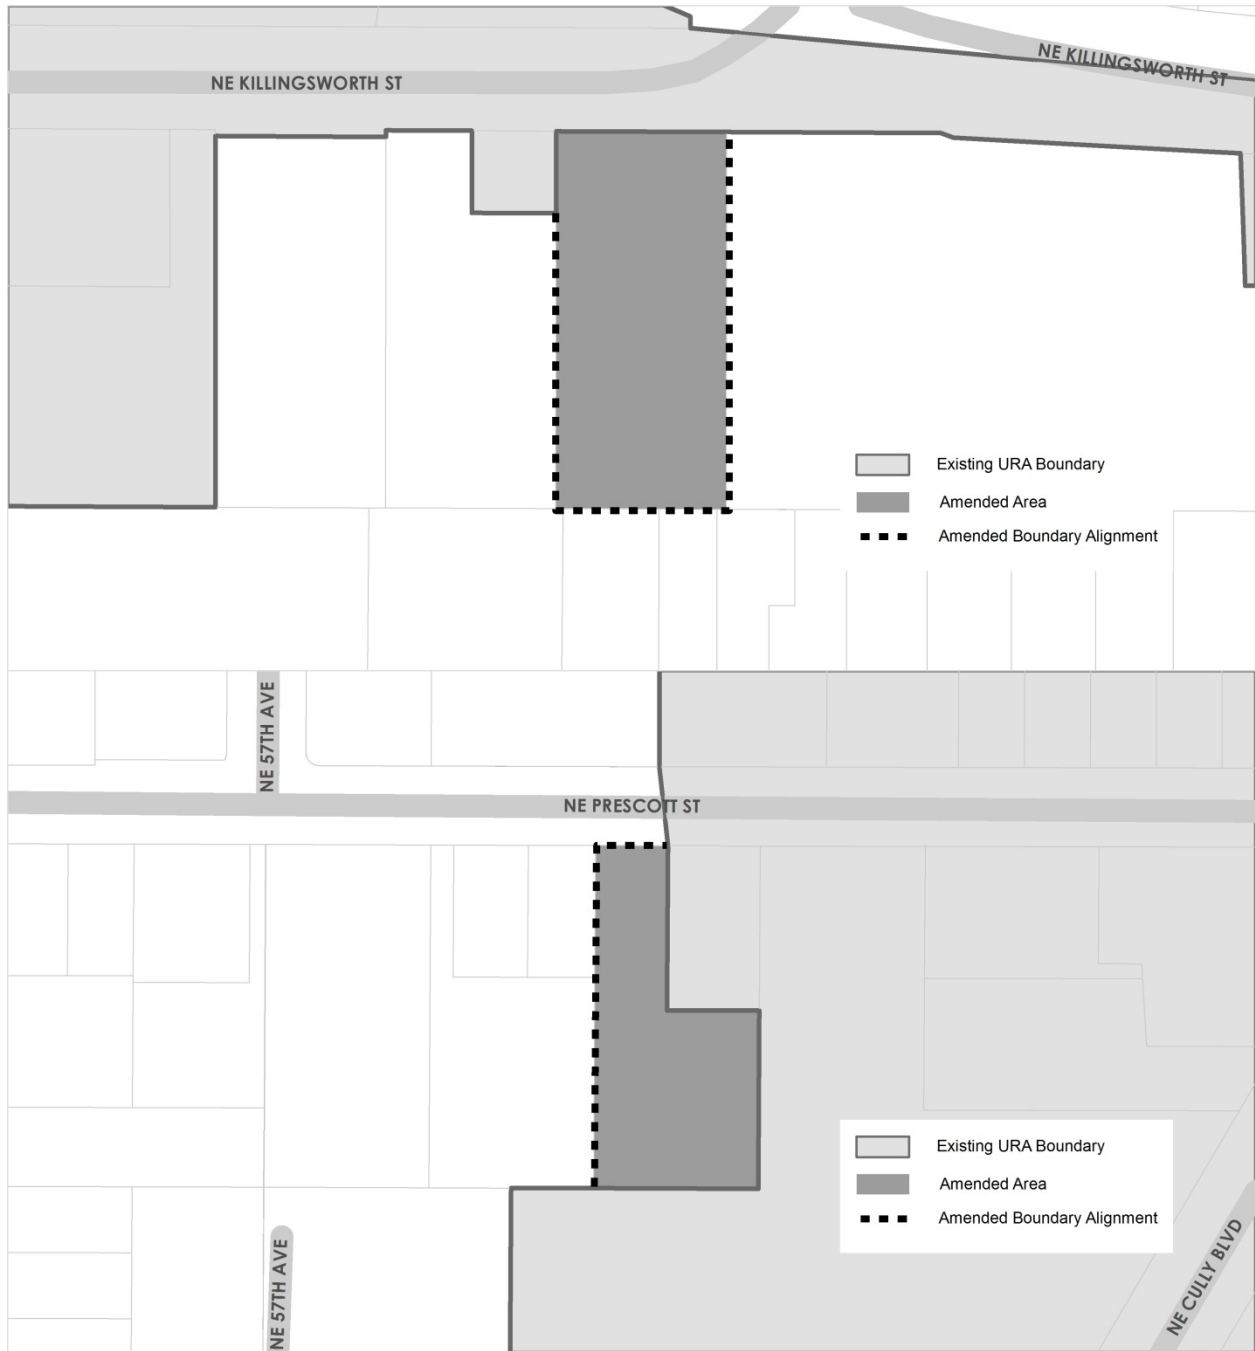 NE KILLINGSWORTH ST
NE KILLINGSWORTH ST
Existing URA Boundary
Amended Area
Amended Boundary Alignment
NE 57TH AVE
NE PRESCOTT ST
Existing URA Boundary
Amended Area
Amended Boundary Alignment
NE 57TH AVE
NE CULLY BLVD